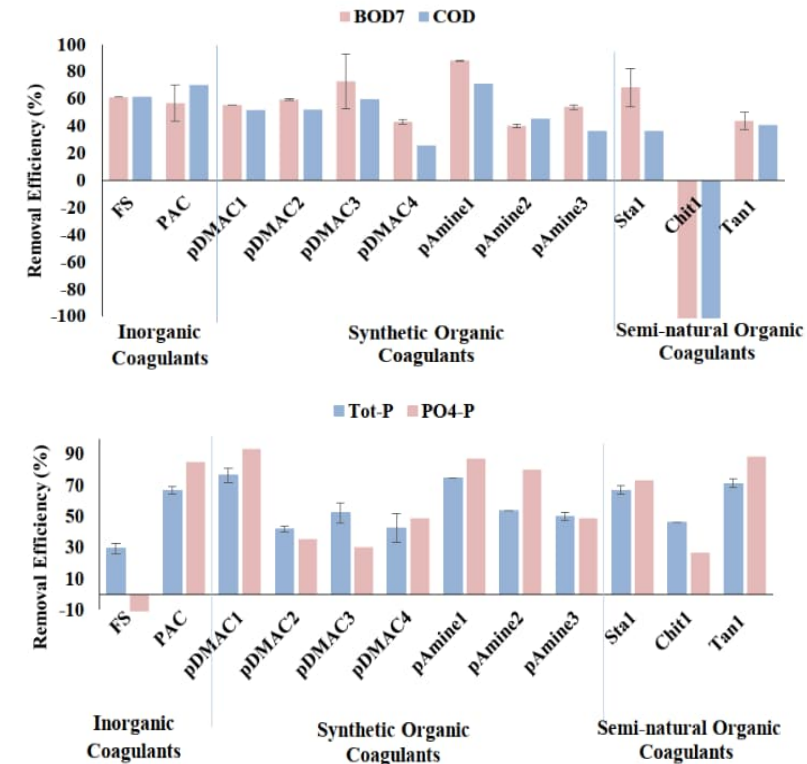 BOD7 COD
Removal Efficiency (%)
100
80
60
40
20
0
-20
-40
-60
-80
-100
FS
PAC
pDMAC1
pDMAC2
pDMAC3
pDMAC4
pAmine1
pAmine2
pAmine3
Sta1
Chit1
Tan1
Inorganic
Coagulants
Synthetic Organic
Coagulants
Semi-natural Organic
Coagulants
Tot-P PO4-P
Removal Efficiency (%)
90
70
50
30
10
-10
FS
PAC
pDMAC1
pDMAC2
pDMAC3
pDMAC4
pAmine1
pAmine2
pAmine3
Sta1
Chit1
Tan1
Inorganic
Coagulants
Synthetic Organic
Coagulants
Semi-natural Organic
Coagulants